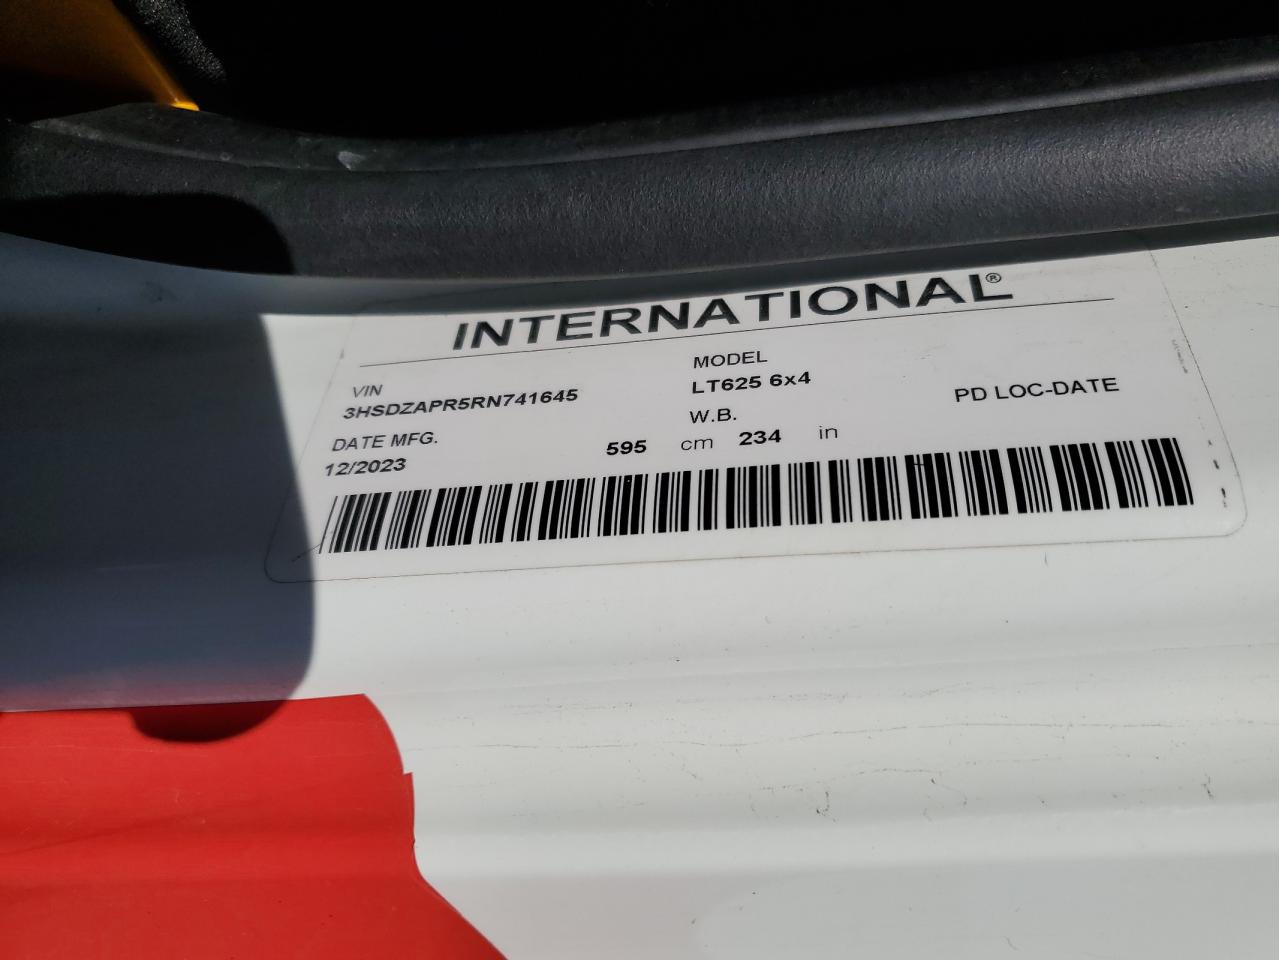 INTERNATIONAL®
VIN
3HSDZAPR5RN741645
MODEL
LT625 6x4
DATE MFG.
12/2023
W.B.
595 cm 234 in
PD LOC-DATE